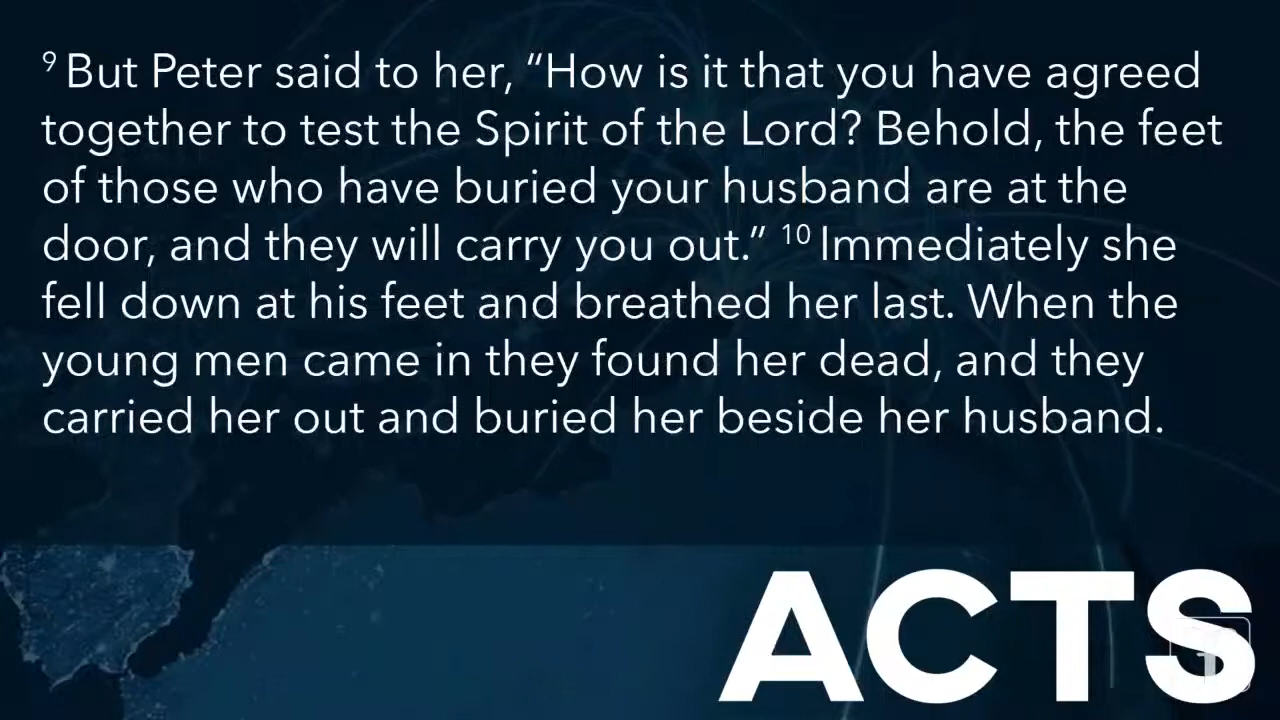 9 But Peter said to her, “How is it that you have agreed
together to test the Spirit of the Lord? Behold, the feet
of those who have buried your husband are at the
door, and they will carry you out.” 10 Immediately she
fell down at his feet and breathed her last. When the
young men came in they found her dead, and they
carried her out and buried her beside her husband.
ACTS